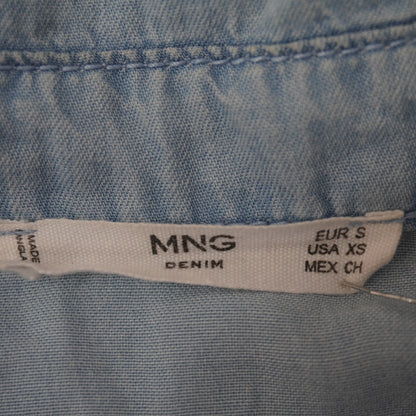 MADE
MNG
DENIM
EUR S
USA XS
MEX CH